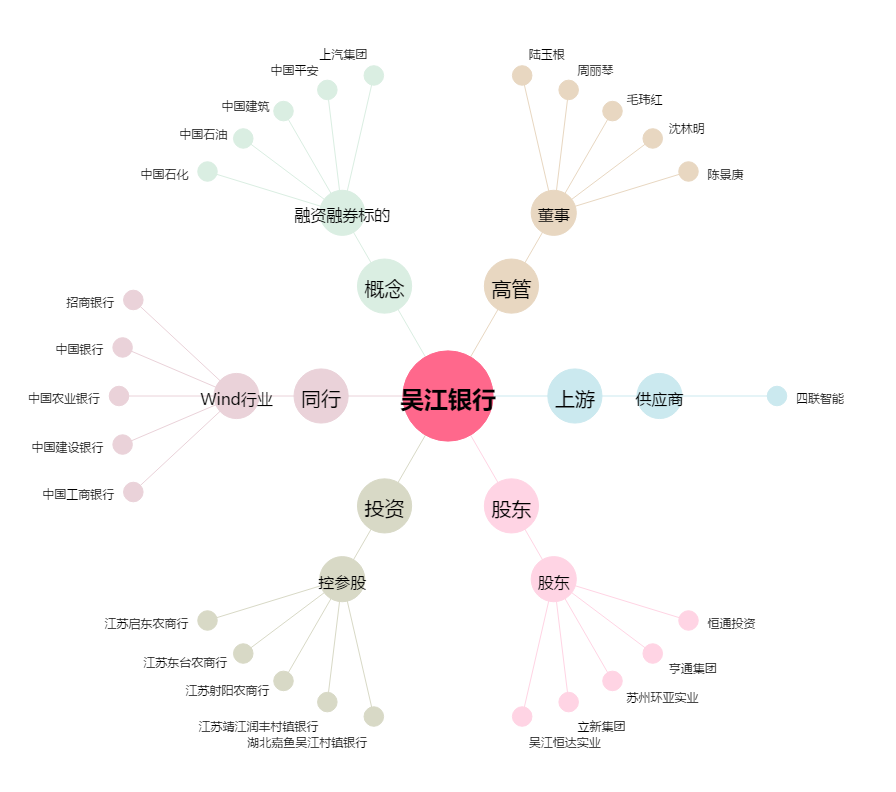 上汽集团
陆玉根
中国平安
周丽琴
中国建筑
毛玮红
中国石油
沈林明
中国石化
陈景庚
融资融券标的
董事
概念
高管
招商银行
中国银行
中国农业银行
Wind行业
同行
吴江银行
上游
供应商
四联智能
中国建设银行
中国工商银行
投资
股东
控参股
股东
江苏启东农商行
恒通投资
江苏东台农商行
亨通集团
江苏射阳农商行
苏州环亚实业
江苏靖江润丰村镇银行
立新集团
湖北嘉鱼吴江村镇银行
吴江恒达实业